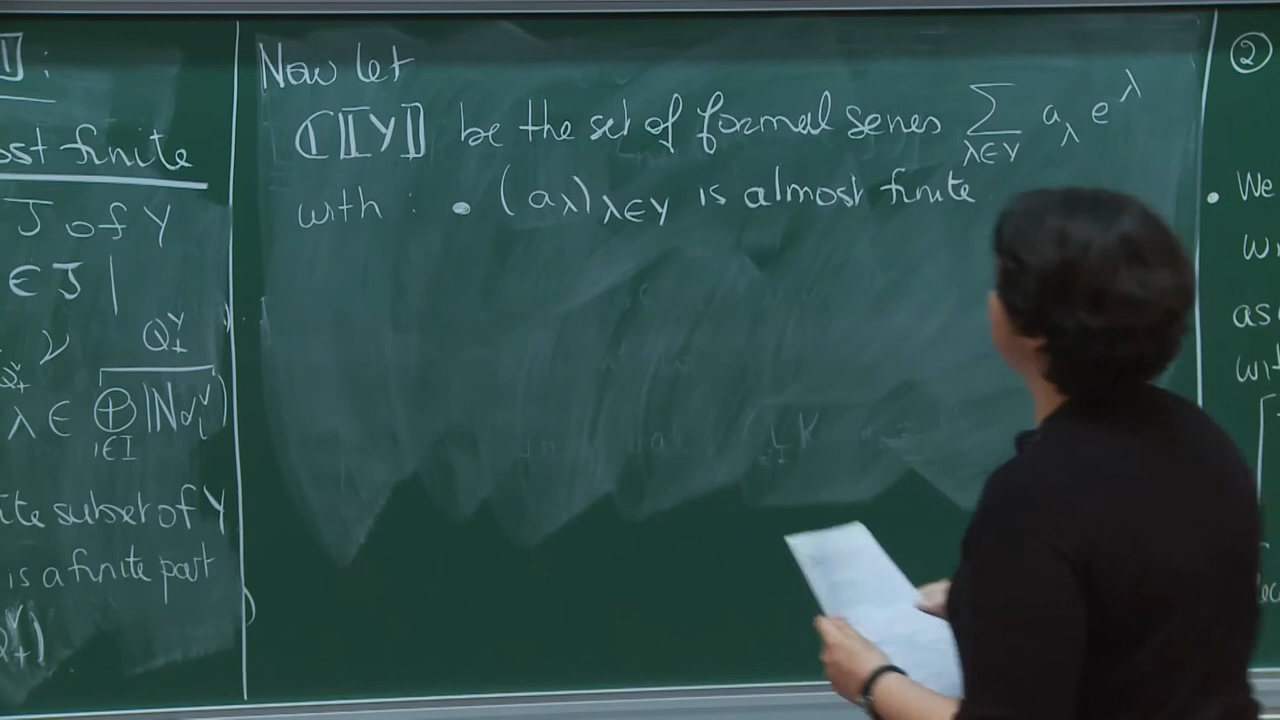 ]] :
ost finite
J of Y
∈ J |
ν
Q₊^∨
λ ∈ ⊕_{i∈I} ℕα_i^∨ )
ite subset of Y
is a finite part
Q₊^∨)
Now let
ℂ[[Y]] be the set of formal series ∑_{λ∈Y} a_λ e^λ
with : • (a_λ)_{λ∈Y} is almost finite
②
• We
wi
as
wit